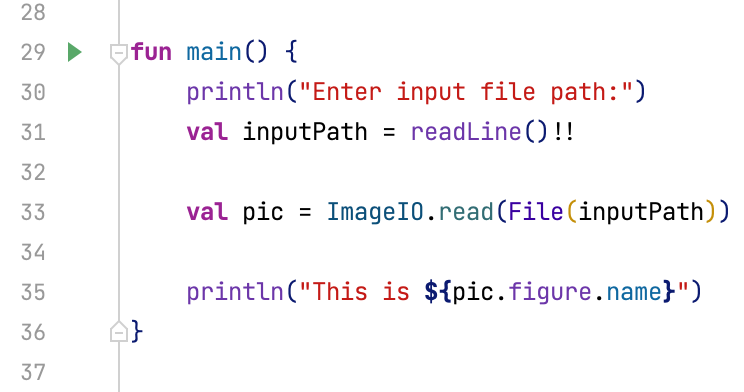 28
29 fun main() {
30     println("Enter input file path:")
31     val inputPath = readLine()!!
32
33     val pic = ImageIO.read(File(inputPath))
34
35     println("This is ${pic.figure.name}")
36 }
37